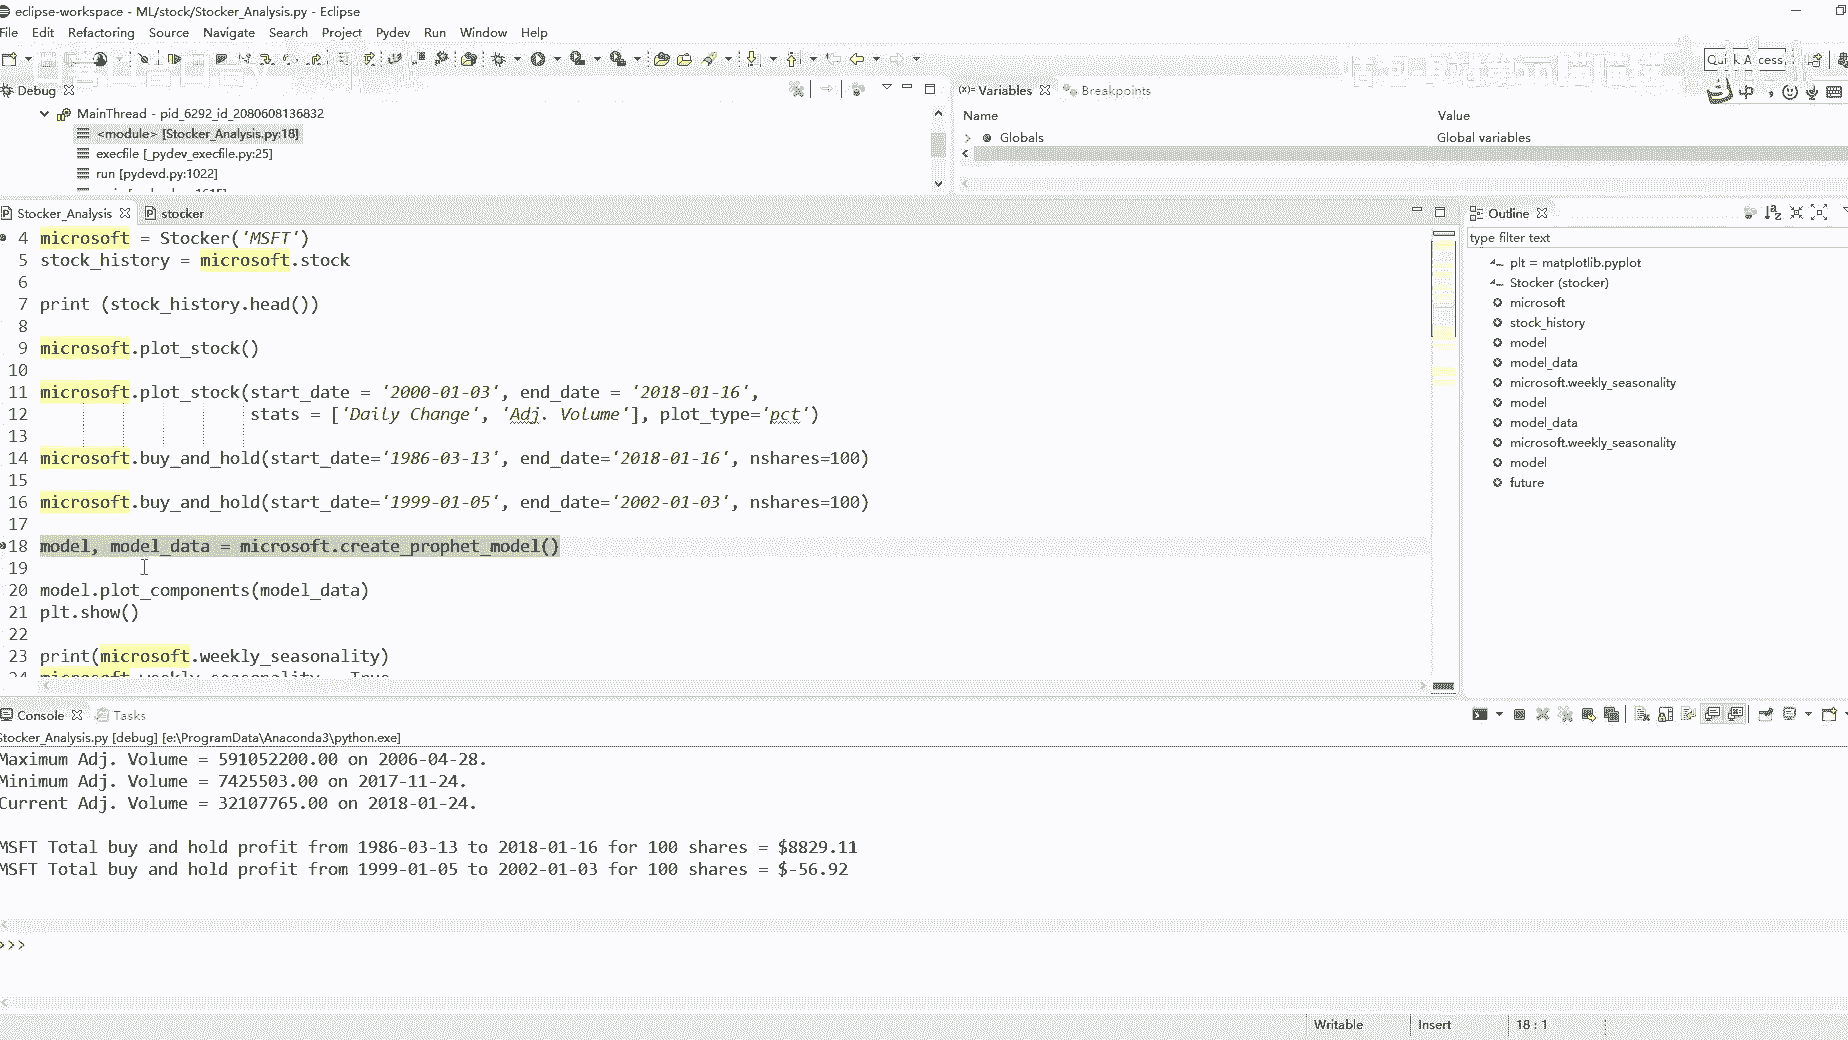 eclipse-workspace - ML/stock/Stocker_Analysis.py - Eclipse
File Edit Refactoring Source Navigate Search Project Pydev Run Window Help
Debug
(x)= Variables Breakpoints
MainThread - pid_6292_id_2080608136832
<module> [Stocker_Analysis.py:18]
execfile [_pydev_execfile.py:25]
run [pydevd.py:1022]
Name Value
Globals Global variables
Stocker_Analysis stocker
4 microsoft = Stocker('MSFT')
5 stock_history = microsoft.stock
6
7 print (stock_history.head())
8
9 microsoft.plot_stock()
10
11 microsoft.plot_stock(start_date = '2000-01-03', end_date = '2018-01-16',
12 stats = ['Daily Change', 'Adj. Volume'], plot_type='pct')
13
14 microsoft.buy_and_hold(start_date='1986-03-13', end_date='2018-01-16', nshares=100)
15
16 microsoft.buy_and_hold(start_date='1999-01-05', end_date='2002-01-03', nshares=100)
17
18 model, model_data = microsoft.create_prophet_model()
19
20 model.plot_components(model_data)
21 plt.show()
22
23 print(microsoft.weekly_seasonality)
Outline
type filter text
plt = matplotlib.pyplot
Stocker (stocker)
microsoft
stock_history
model
model_data
microsoft.weekly_seasonality
model
model_data
microsoft.weekly_seasonality
model
future
Console Tasks
Stocker_Analysis.py [debug] [e:\ProgramData\Anaconda3\python.exe]
Maximum Adj. Volume = 591052200.00 on 2006-04-28.
Minimum Adj. Volume = 7425503.00 on 2017-11-24.
Current Adj. Volume = 32107765.00 on 2018-01-24.
MSFT Total buy and hold profit from 1986-03-13 to 2018-01-16 for 100 shares = $8829.11
MSFT Total buy and hold profit from 1999-01-05 to 2002-01-03 for 100 shares = $-56.92
>>>
Writable Insert 18 : 1